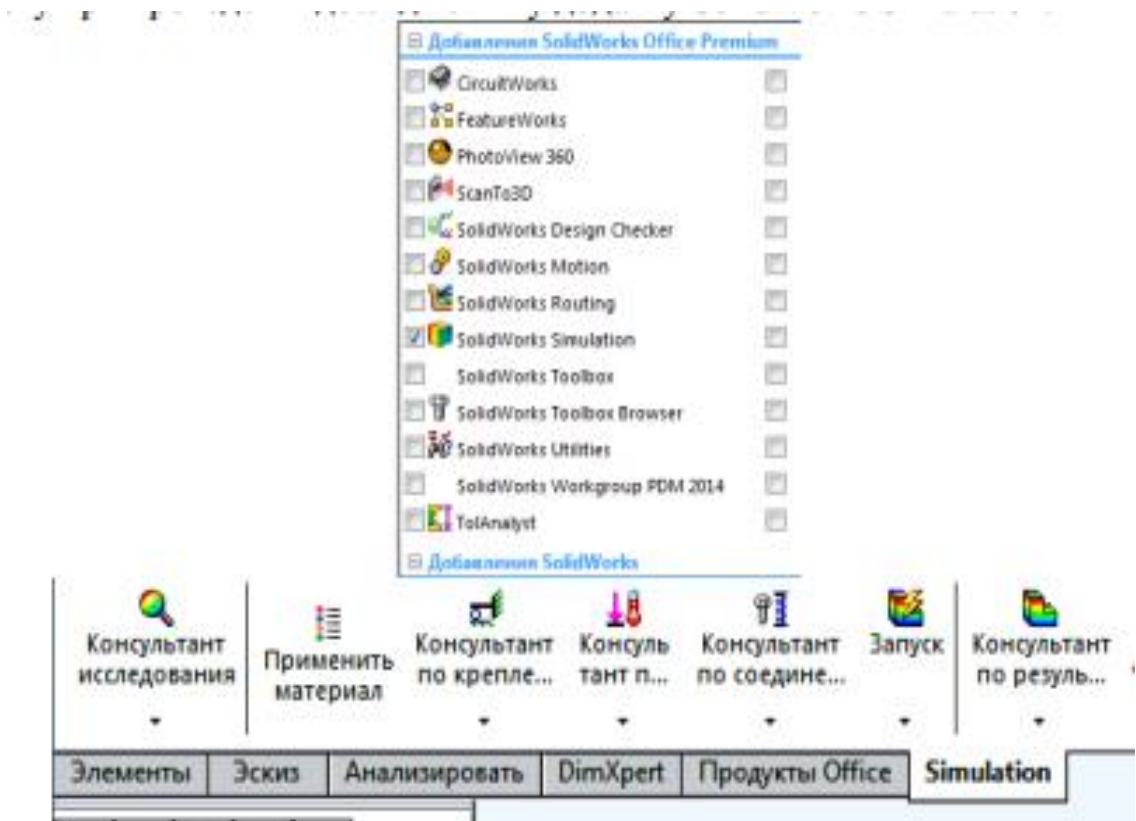 Добавления SolidWorks Office Premium
CircuitWorks
FeatureWorks
PhotoView 360
ScanTo3D
SolidWorks Design Checker
SolidWorks Motion
SolidWorks Routing
SolidWorks Simulation
SolidWorks Toolbox
SolidWorks Toolbox Browser
SolidWorks Utilities
SolidWorks Workgroup PDM 2014
TolAnalyst
Добавления SolidWorks
Консультант исследования
Применить материал
Консультант по крепле...
Консуль тант п...
Консультант по соедине...
Запуск
Консультант по резуль...
Элементы Эскиз Анализировать DimXpert Продукты Office Simulation